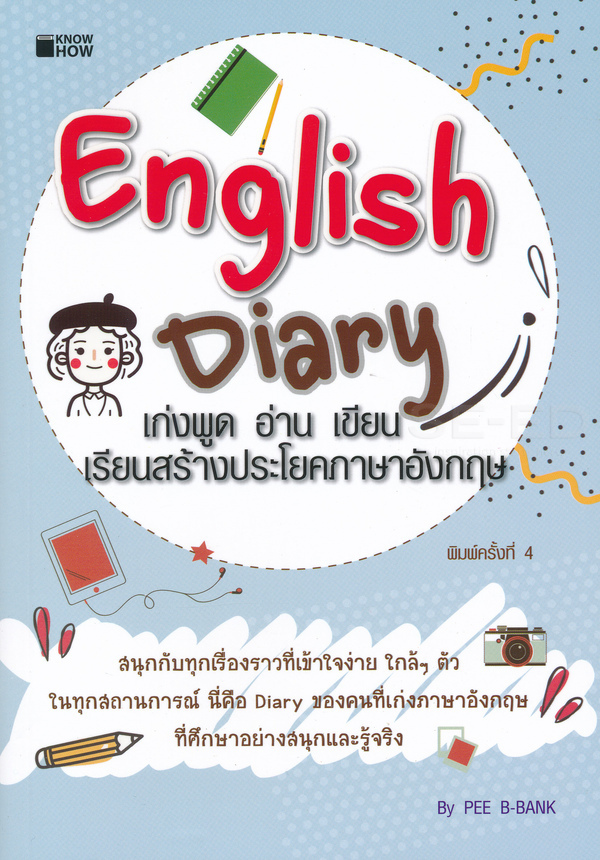 KNOW
HOW
English
Diary
เก่งพูด อ่าน เขียน
เรียนสร้างประโยคภาษาอังกฤษ
SE-ED
พิมพ์ครั้งที่ 4
สนุกกับทุกเรื่องราวที่เข้าใจง่าย ใกล้ๆ ตัว
ในทุกสถานการณ์ นี่คือ Diary ของคนที่เก่งภาษาอังกฤษ
ที่ศึกษาอย่างสนุกและรู้จริง
By PEE B-BANK